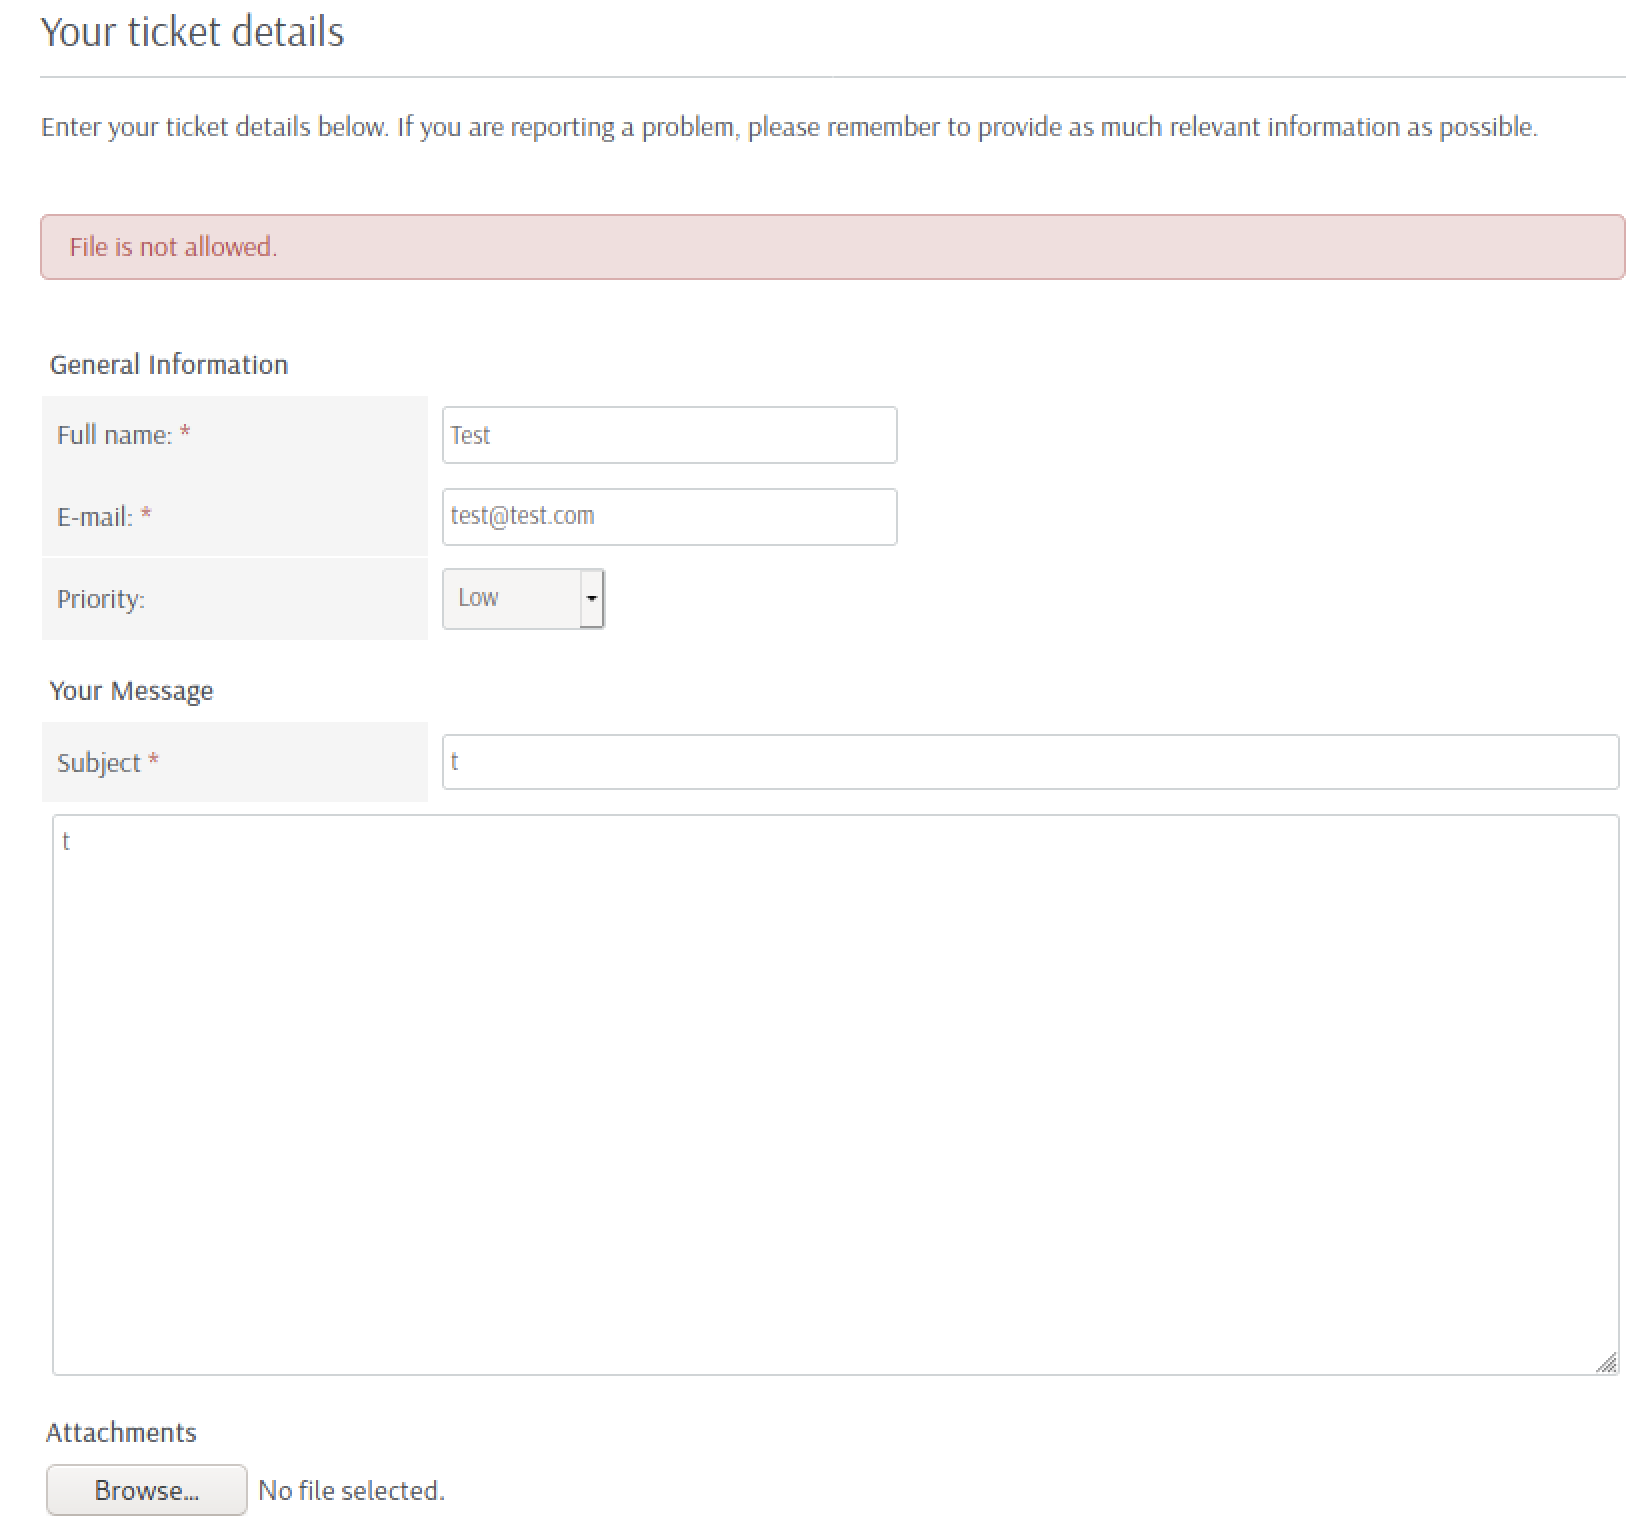 Your ticket details
Enter your ticket details below. If you are reporting a problem, please remember to provide as much relevant information as possible.
File is not allowed.
General Information
Full name: * Test
E-mail: * test@test.com
Priority: Low
Your Message
Subject * t
t
Attachments
Browse... No file selected.